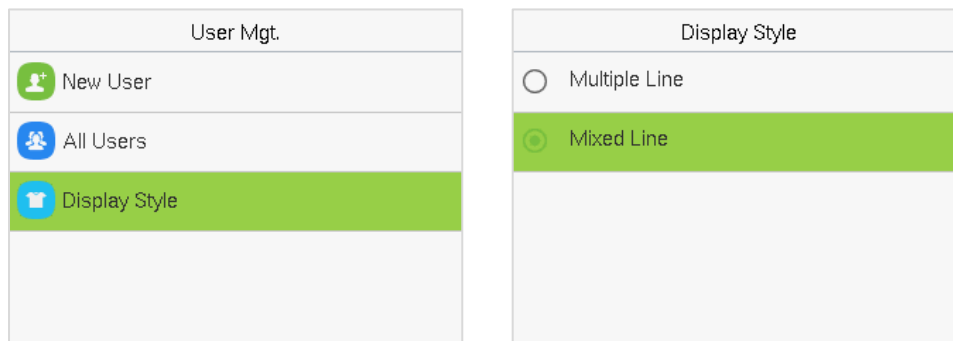 User Mgt.
New User
All Users
Display Style
Display Style
Multiple Line
Mixed Line